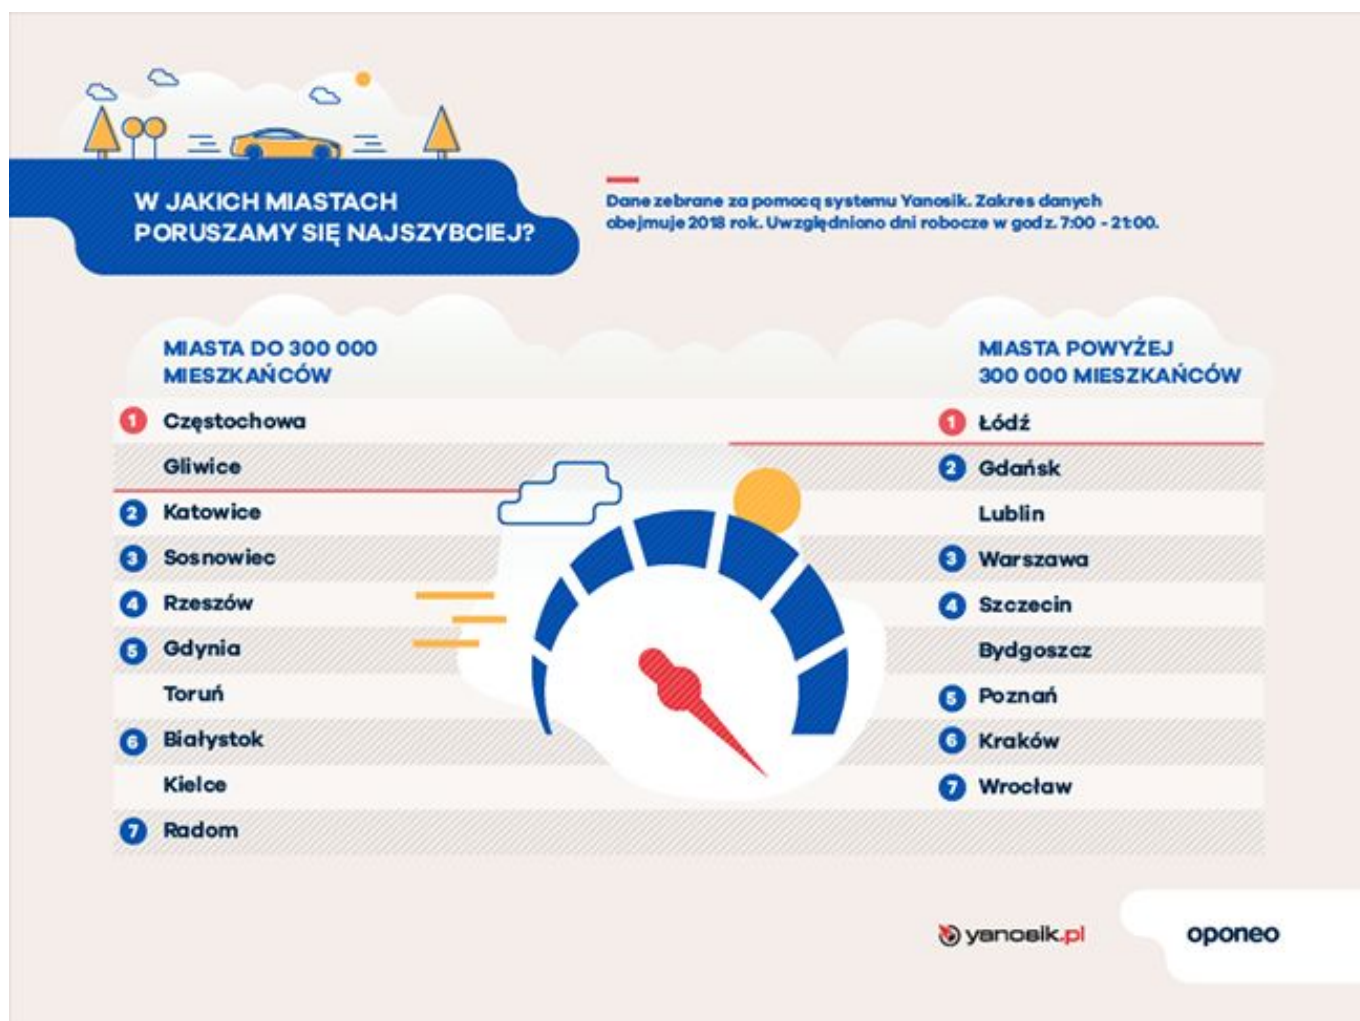 W JAKICH MIASTACH
PORUSZAMY SIĘ NAJSZYBCIEJ?
Dane zebrane za pomocą systemu Yanosik. Zakres danych
obejmuje 2018 rok. Uwzględniono dni robocze w godz. 7:00 - 21:00.
MIASTA DO 300 000
MIESZKAŃCÓW
1 Częstochowa
Gliwice
2 Katowice
3 Sosnowiec
4 Rzeszów
5 Gdynia
Toruń
6 Białystok
Kielce
7 Radom
MIASTA POWYŻEJ
300 000 MIESZKAŃCÓW
1 Łódź
2 Gdańsk
Lublin
3 Warszawa
4 Szczecin
Bydgoszcz
5 Poznań
6 Kraków
7 Wrocław
yanosik.pl
oponeo